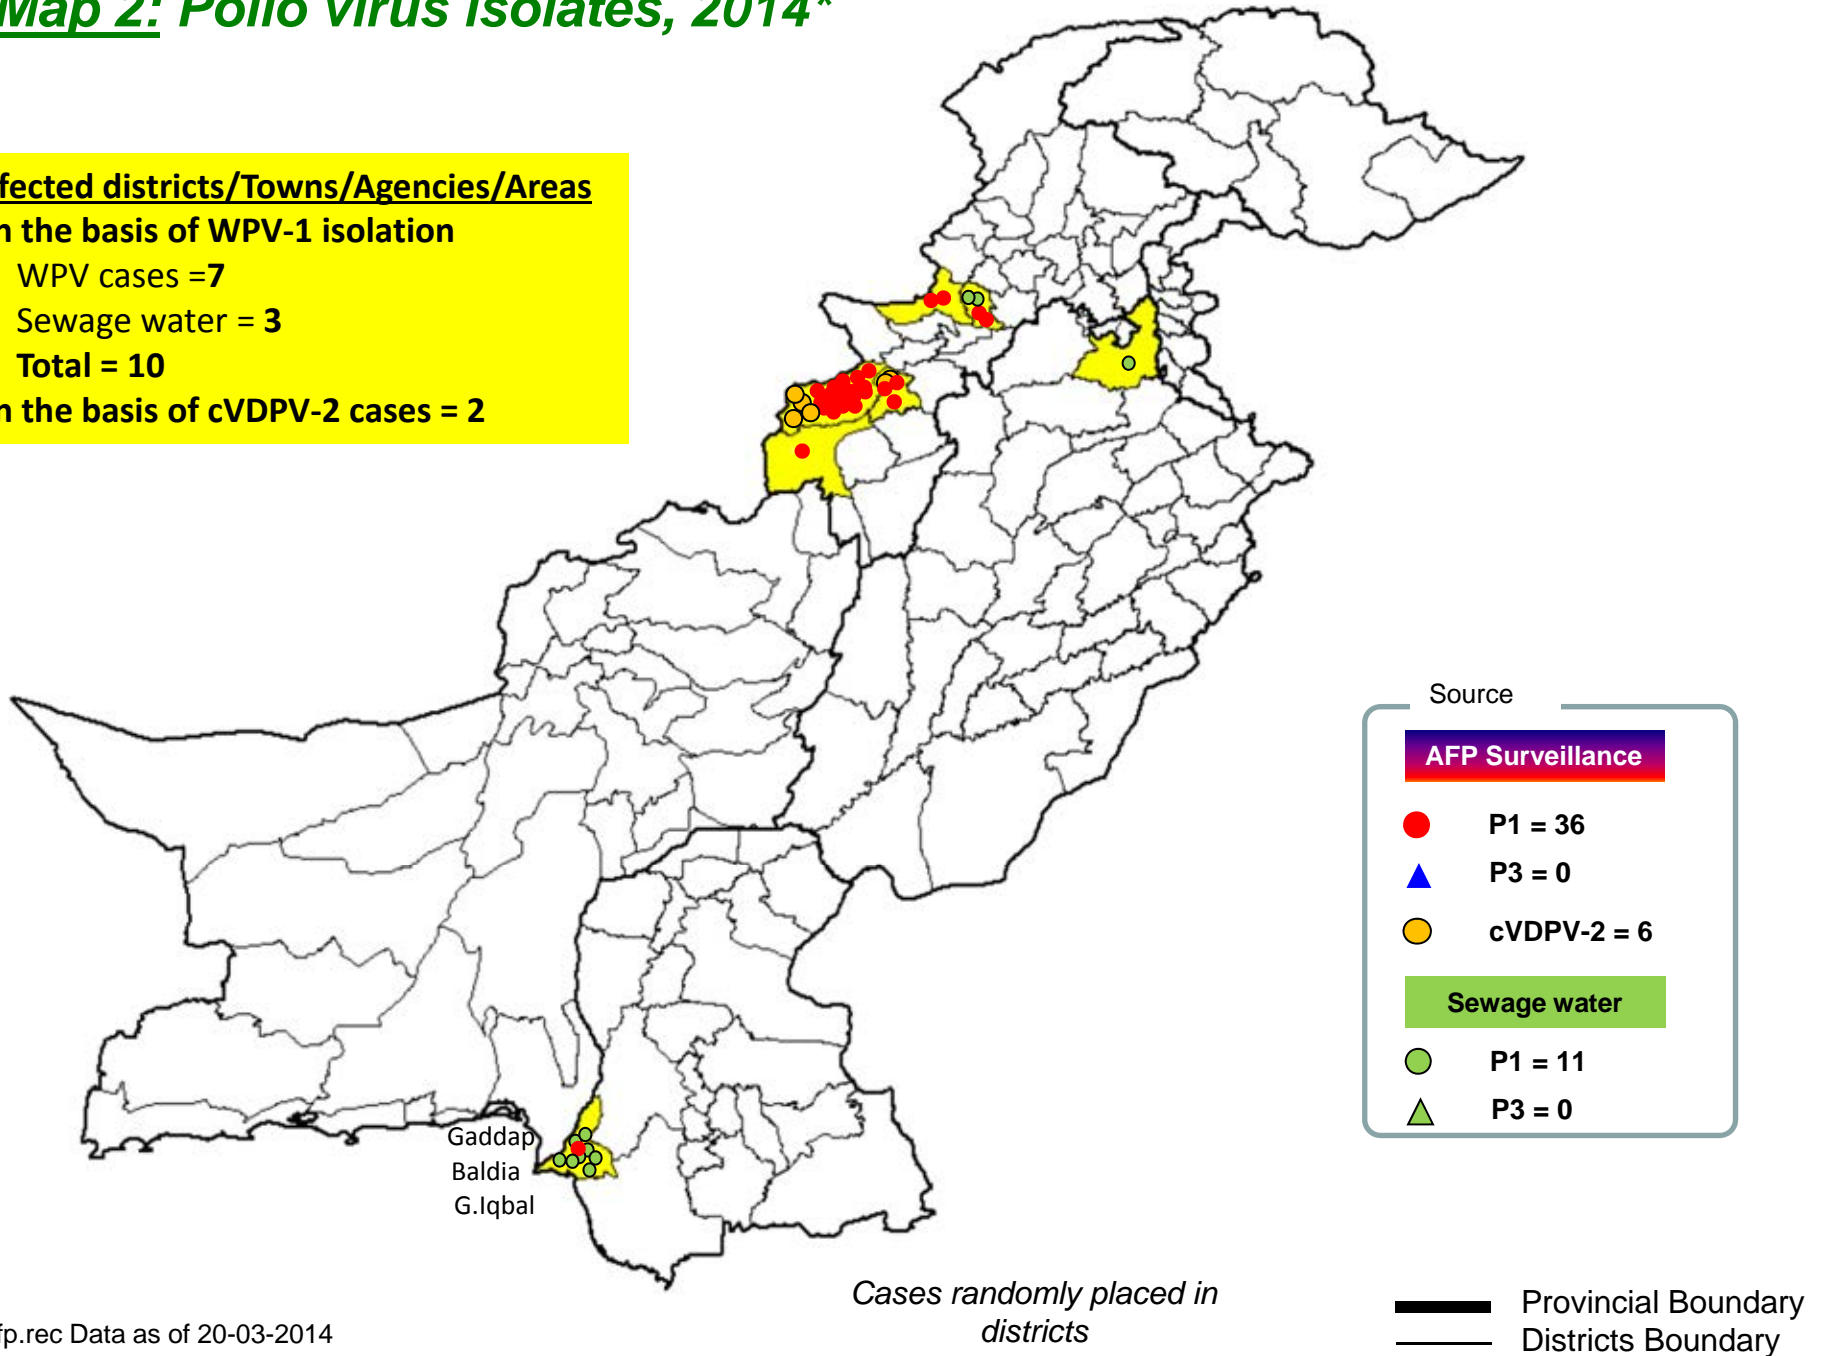 Map 2: Polio virus isolates, 2014*
fected districts/Towns/Agencies/Areas
n the basis of WPV-1 isolation
WPV cases =7
Sewage water = 3
Total = 10
n the basis of cVDPV-2 cases = 2
Source
AFP Surveillance
P1 = 36
P3 = 0
cVDPV-2 = 6
Sewage water
P1 = 11
P3 = 0
Gaddap
Baldia
G.Iqbal
Cases randomly placed in
districts
Provincial Boundary
Districts Boundary
fp.rec Data as of 20-03-2014